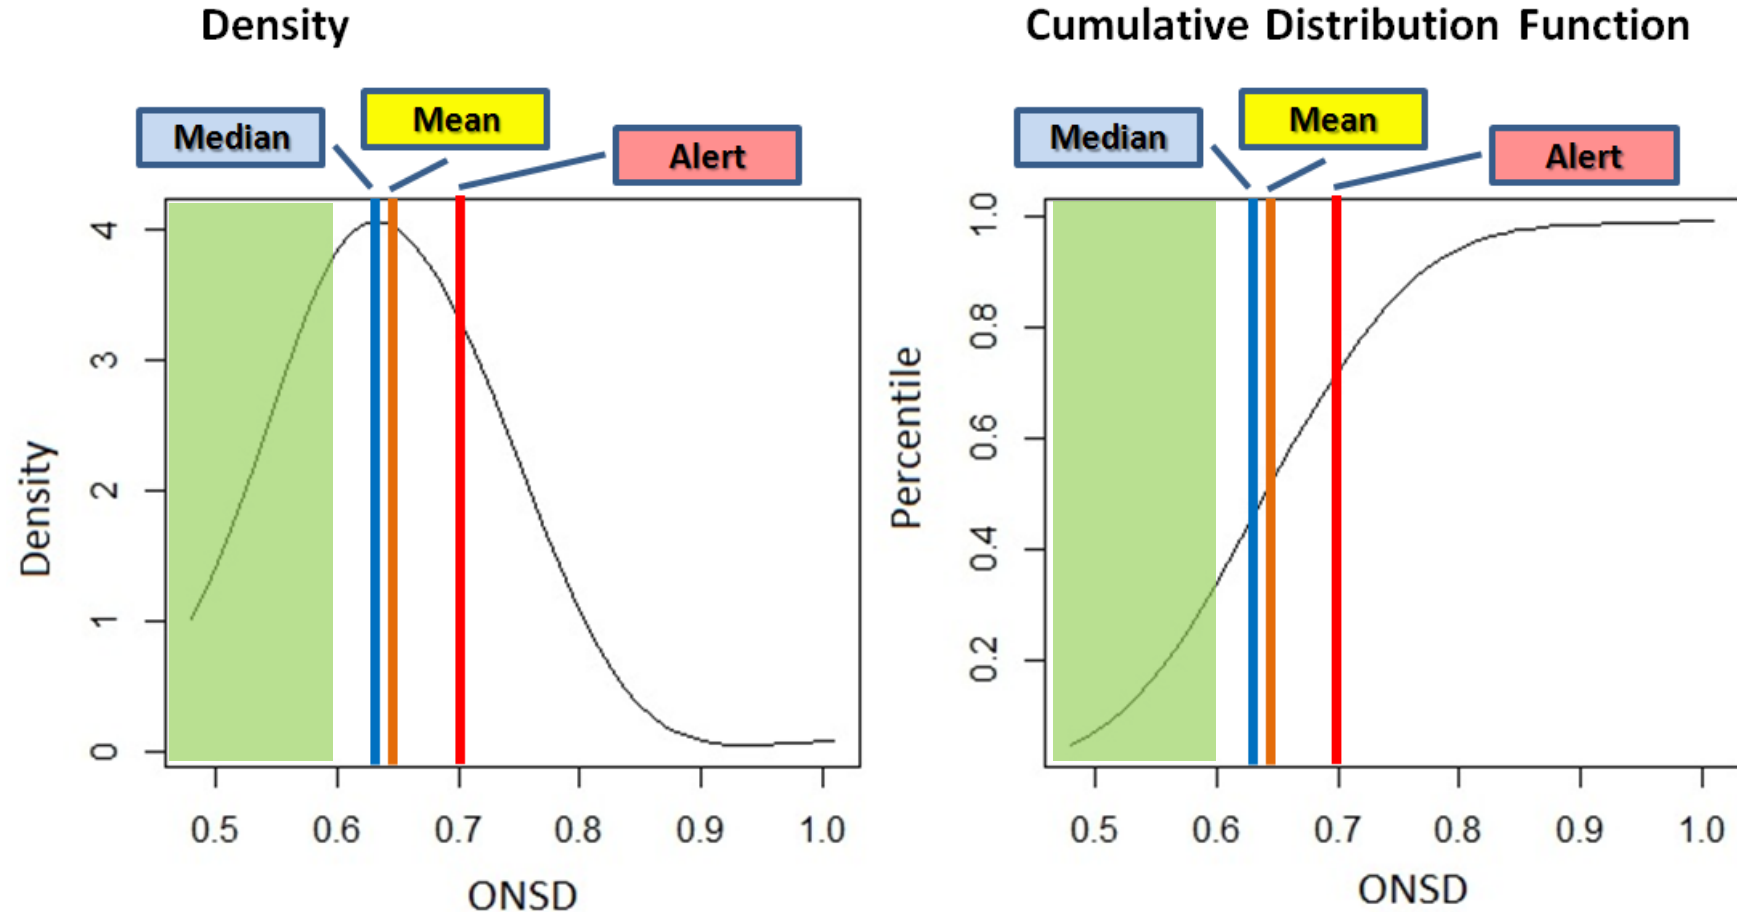 Density
Cumulative Distribution Function
Median
Mean
Alert
Median
Mean
Alert
Density
4
3
2
1
0
0.5 0.6 0.7 0.8 0.9 1.0
ONSD
Percentile
1.0
0.8
0.6
0.4
0.2
0.5 0.6 0.7 0.8 0.9 1.0
ONSD